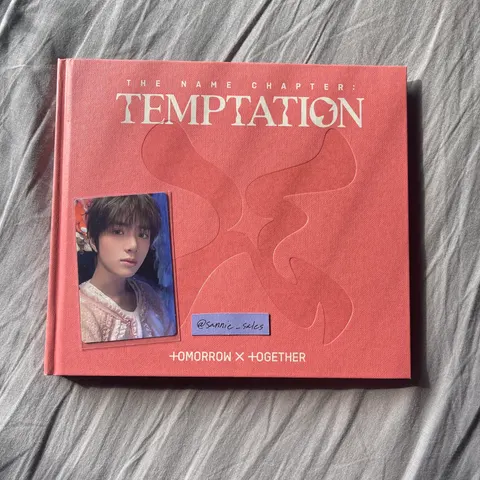 THE NAME CHAPTER:
TEMPTATION
@sannie_sales
TOMORROW X TOGETHER